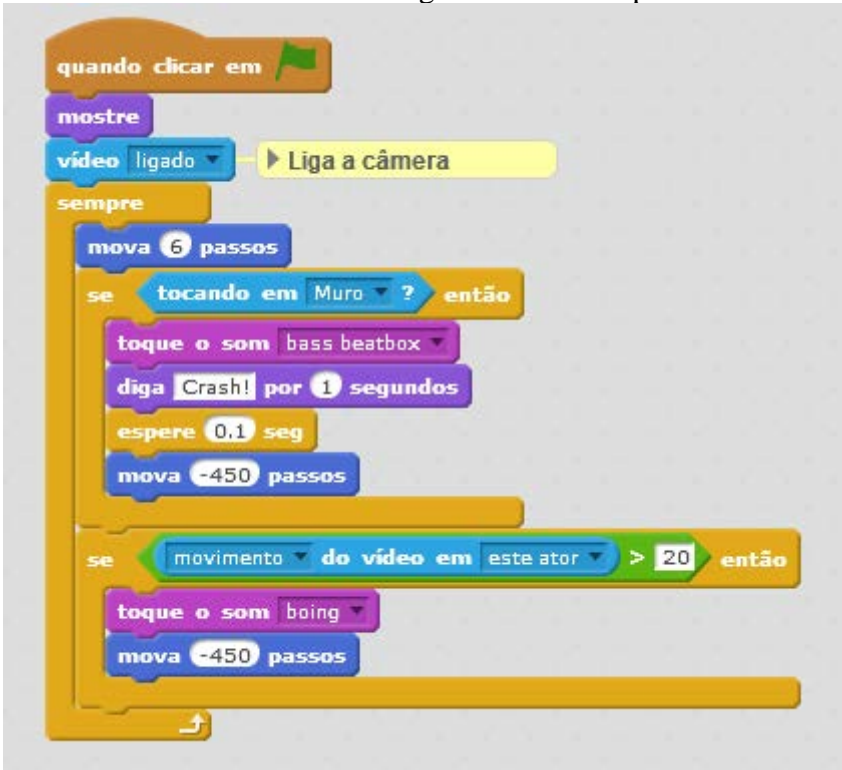 quando clicar em
mostre
vídeo ligado
Liga a câmera
sempre
mova 6 passos
se tocando em Muro ? então
toque o som bass beatbox
diga Crash! por 1 segundos
espere 0.1 seg
mova -450 passos
se movimento do vídeo em este ator > 20 então
toque o som boing
mova -450 passos